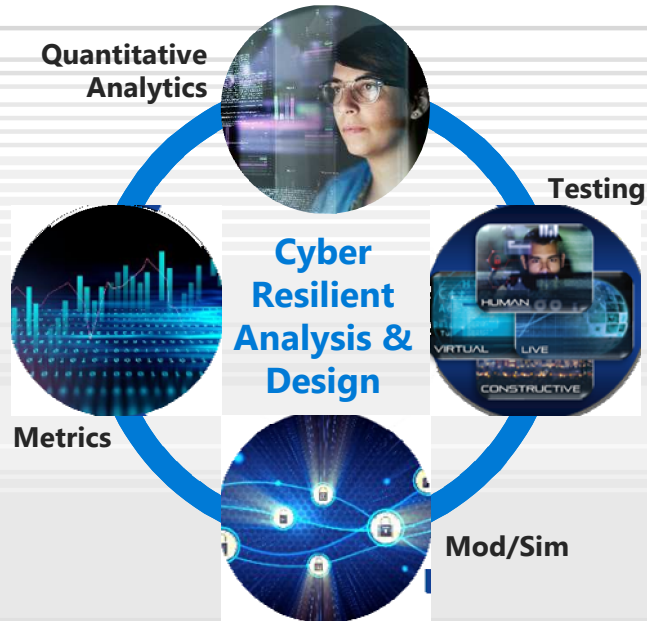 Quantitative
Analytics
Testing
Cyber
Resilient
Analysis &
Design
HUMAN
VIRTUAL
LIVE
CONSTRUCTIVE
Metrics
Mod/Sim